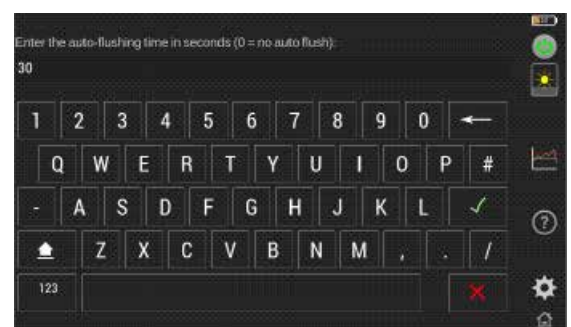 Enter the auto-flushing time in seconds (0 = no auto flush):
30
1 2 3 4 5 6 7 8 9 0
Q W E R T Y U I O P #
- A S D F G H J K L
Z X C V B N M , . /
123
?